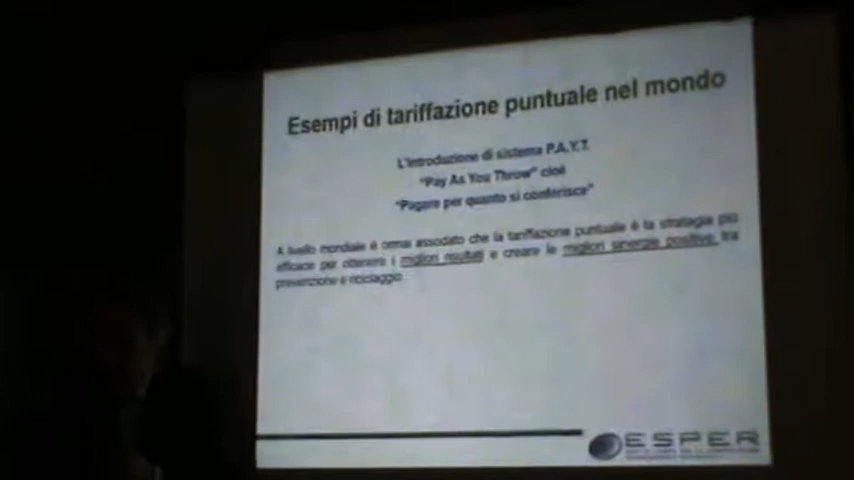 Esempi di tariffazione puntuale nel mondo
L'introduzione di sistema P.A.Y.T.
"Pay As You Throw" cioè
"Pagare per quanto si conferisce"
A livello mondiale è ormai assodato che la tariffazione puntuale è la strategia più
efficace per ottenere i migliori risultati e creare le migliori sinergie positive tra
prevenzione e riciclaggio
ESPER